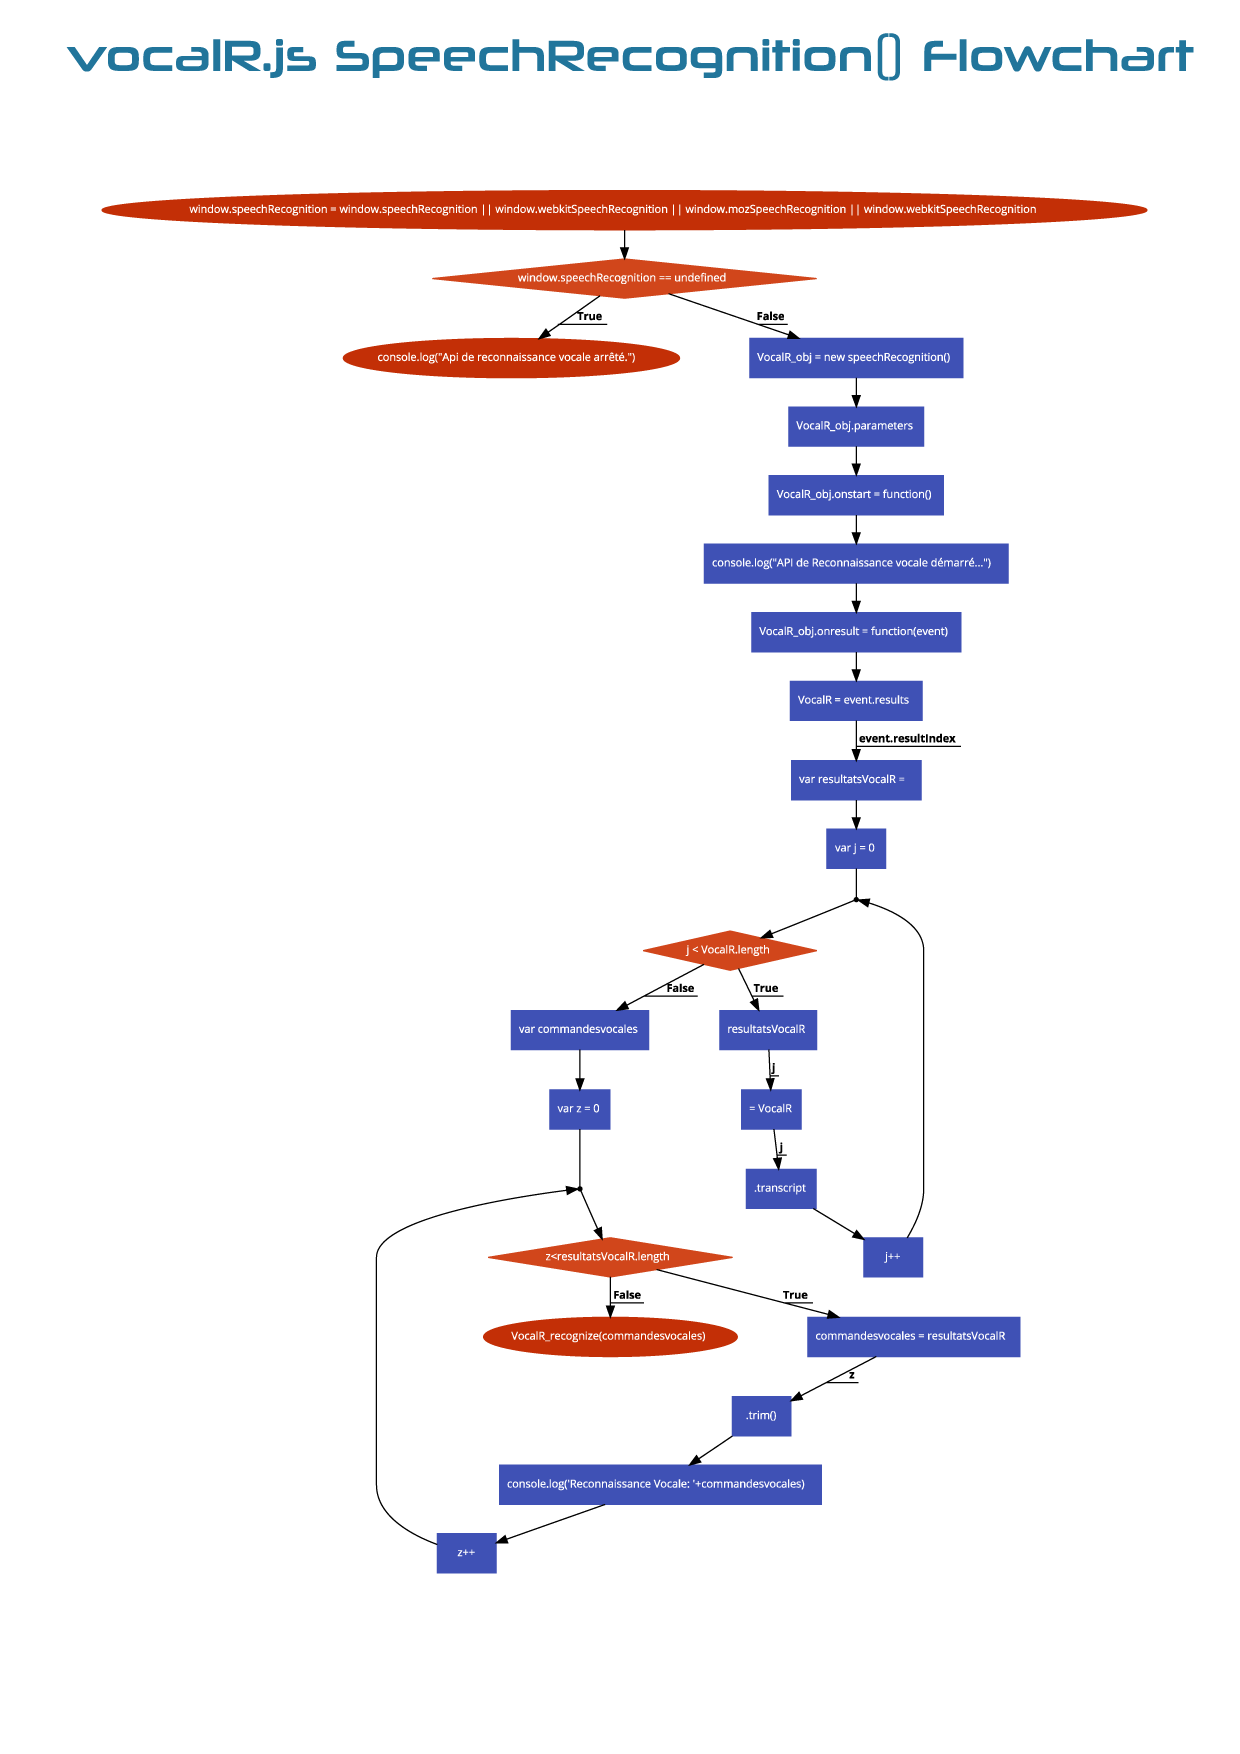 vocalR.js SpeechRecognition() Flowchart
window.speechRecognition = window.speechRecognition || window.webkitSpeechRecognition || window.mozSpeechRecognition || window.webkitSpeechRecognition
window.speechRecognition == undefined
True
False
console.log("Api de reconnaissance vocale arrêté.")
VocalR_obj = new speechRecognition()
VocalR_obj.parameters
VocalR_obj.onstart = function()
console.log("API de Reconnaissance vocale démarré...")
VocalR_obj.onresult = function(event)
VocalR = event.results
event.resultIndex
var resultatsVocalR =
var j = 0
j < VocalR.length
False
True
var commandesvocales
resultatsVocalR
j
var z = 0
= VocalR
j
.transcript
z<resultatsVocalR.length
j++
False
True
VocalR_recognize(commandesvocales)
commandesvocales = resultatsVocalR
z
.trim()
console.log('Reconnaissance Vocale: '+commandesvocales)
z++